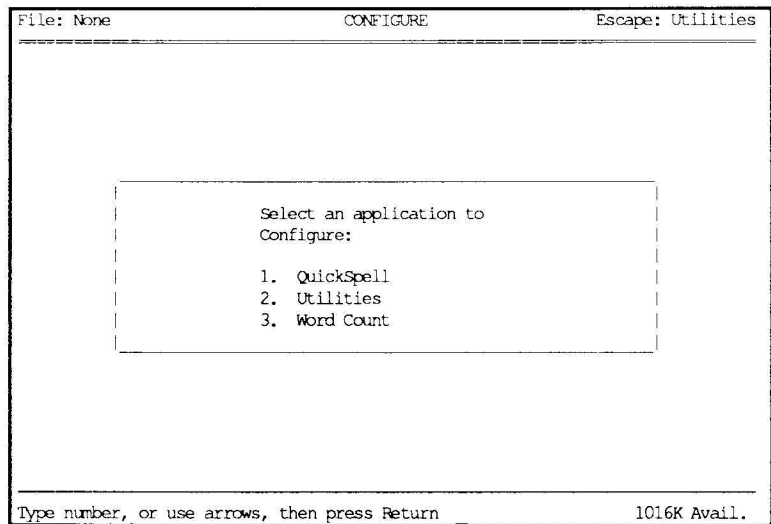 File: None CONFIGURE Escape: Utilities
Select an application to
Configure:
1. QuickSpell
2. Utilities
3. Word Count
Type number, or use arrows, then press Return 1016K Avail.